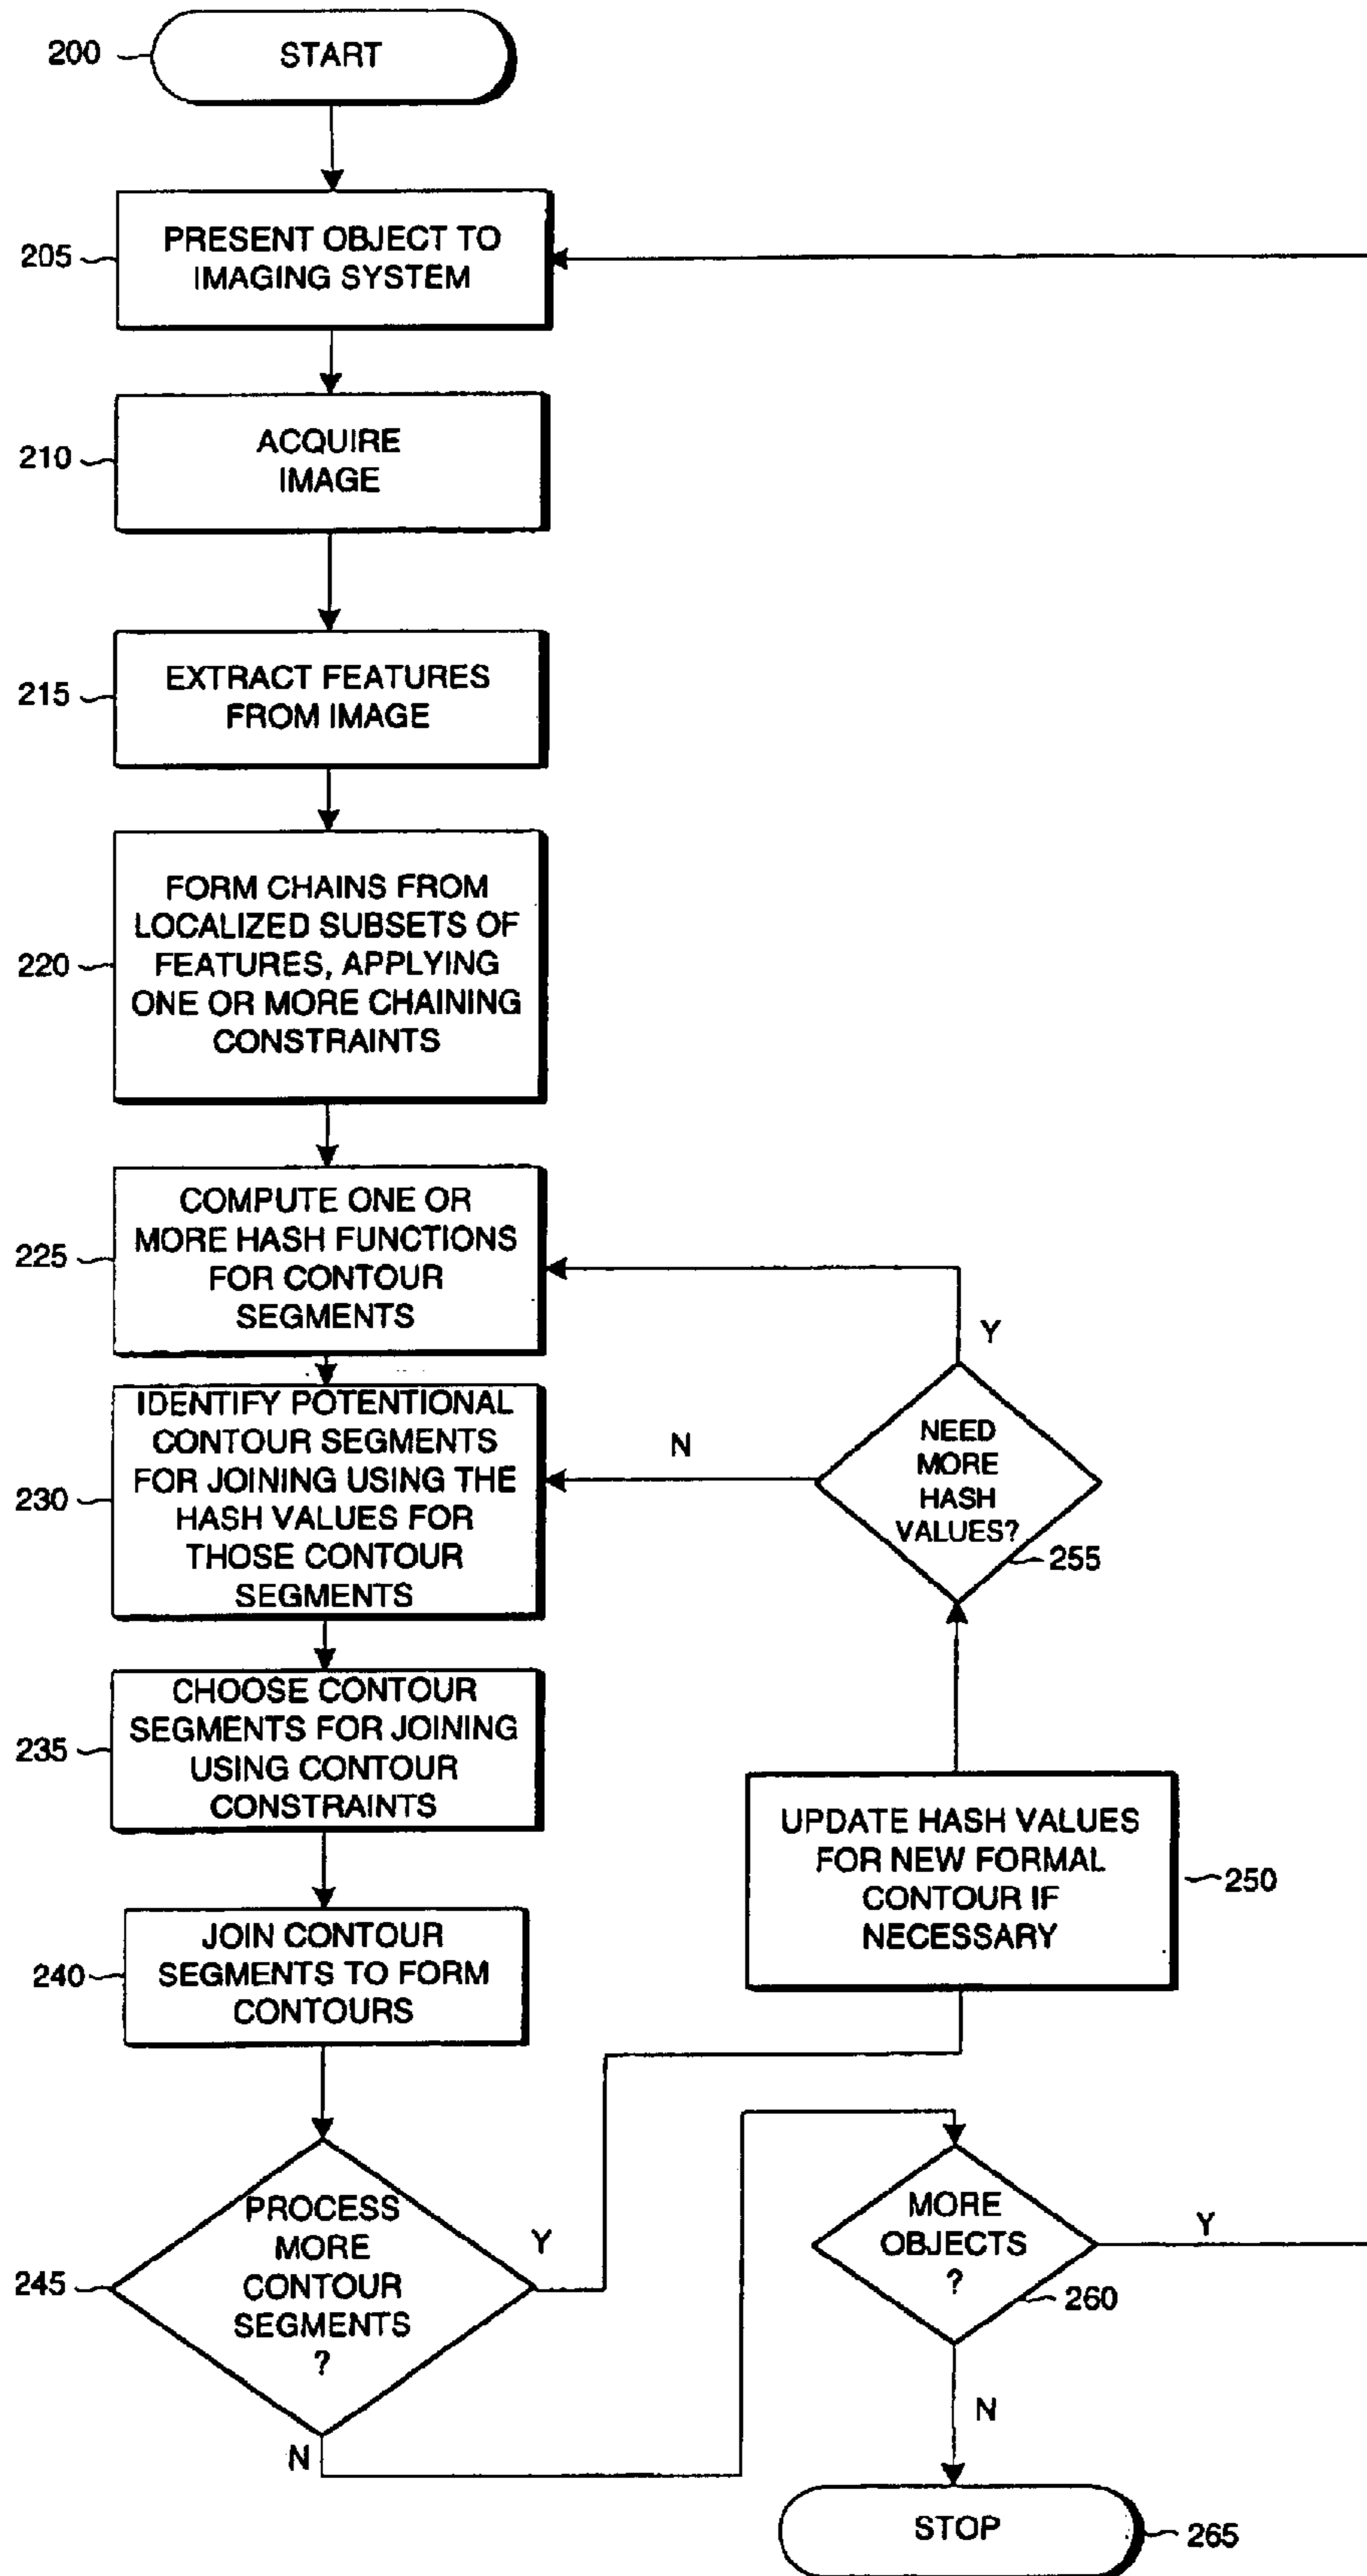 200
START
205
PRESENT OBJECT TO
IMAGING SYSTEM
210
ACQUIRE
IMAGE
215
EXTRACT FEATURES
FROM IMAGE
220
FORM CHAINS FROM
LOCALIZED SUBSETS OF
FEATURES, APPLYING
ONE OR MORE CHAINING
CONSTRAINTS
225
COMPUTE ONE OR
MORE HASH FUNCTIONS
FOR CONTOUR
SEGMENTS
230
IDENTIFY POTENTIONAL
CONTOUR SEGMENTS
FOR JOINING USING THE
HASH VALUES FOR
THOSE CONTOUR
SEGMENTS
235
CHOOSE CONTOUR
SEGMENTS FOR JOINING
USING CONTOUR
CONSTRAINTS
240
JOIN CONTOUR
SEGMENTS TO FORM
CONTOURS
245
PROCESS
MORE
CONTOUR
SEGMENTS
?
Y
N
UPDATE HASH VALUES
FOR NEW FORMAL
CONTOUR IF
NECESSARY
250
NEED
MORE
HASH
VALUES?
255
Y
N
MORE
OBJECTS
?
260
Y
N
STOP
265